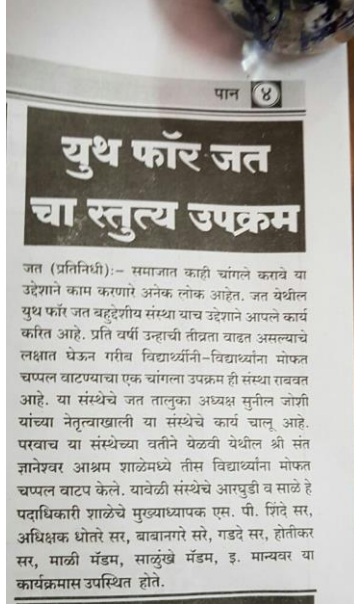 पान ४
युथ फॉर जत
चा स्तुत्य उपक्रम
जत (प्रतिनिधी):- समाजात काही चांगले करावे या
उद्देशाने काम करणारे अनेक लोक आहेत. जत येथील
युथ फॉर जत बहुद्देशीय संस्था याच उद्देशाने आपले कार्य
करित आहे. प्रति वर्षी उन्हाची तीव्रता वाढत असल्याचे
लक्षात घेऊन गरीब विद्यार्थीनी-विद्यार्थ्यांना मोफत
चप्पल वाटण्याचा एक चांगला उपक्रम ही संस्था राबवत
आहे. या संस्थेचे जत तालुका अध्यक्ष सुनील जोशी
यांच्या नेतृत्वाखाली या संस्थेचे कार्य चालू आहे.
परवाच या संस्थेच्या वतीने येळवी येथील श्री संत
ज्ञानेश्वर आश्रम शाळेमध्ये तीस विद्यार्थ्यांना मोफत
चप्पल वाटप केले. यावेळी संस्थेचे आरघुडी व साळे हे
पदाधिकारी शाळेचे मुख्याध्यापक एस. पी. शिंदे सर,
अधिक्षक धोतरे सर, बाबानगरे सरे, गडदे सर, होतीकर
सर, माळी मॅडम, साळुंखे मॅडम, इ. मान्यवर या
कार्यक्रमास उपस्थित होते.